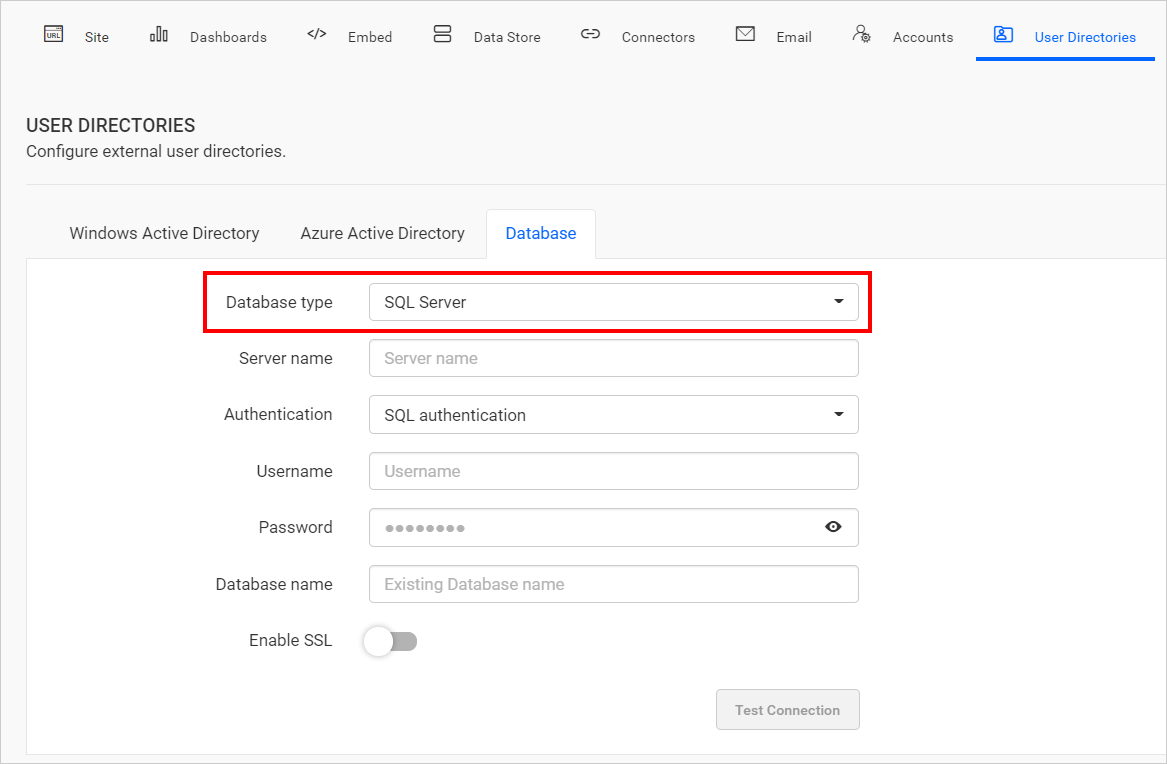 URL Site Dashboards </> Embed Data Store Connectors Email Accounts User Directories
USER DIRECTORIES
Configure external user directories.
Windows Active Directory Azure Active Directory Database
Database type SQL Server
Server name Server name
Authentication SQL authentication
Username Username
Password ●●●●●●●●
Database name Existing Database name
Enable SSL
Test Connection